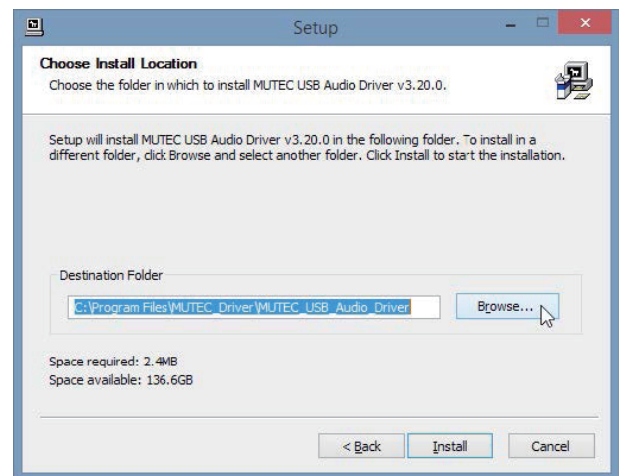 Setup
Choose Install Location
Choose the folder in which to install MUTEC USB Audio Driver v3.20.0.
Setup will install MUTEC USB Audio Driver v3.20.0 in the following folder. To install in a
different folder, click Browse and select another folder. Click Install to start the installation.
Destination Folder
C:\Program Files\MUTEC_Driver\MUTEC_USB_Audio_Driver
Browse...
Space required: 2.4MB
Space available: 136.6GB
< Back
Install
Cancel